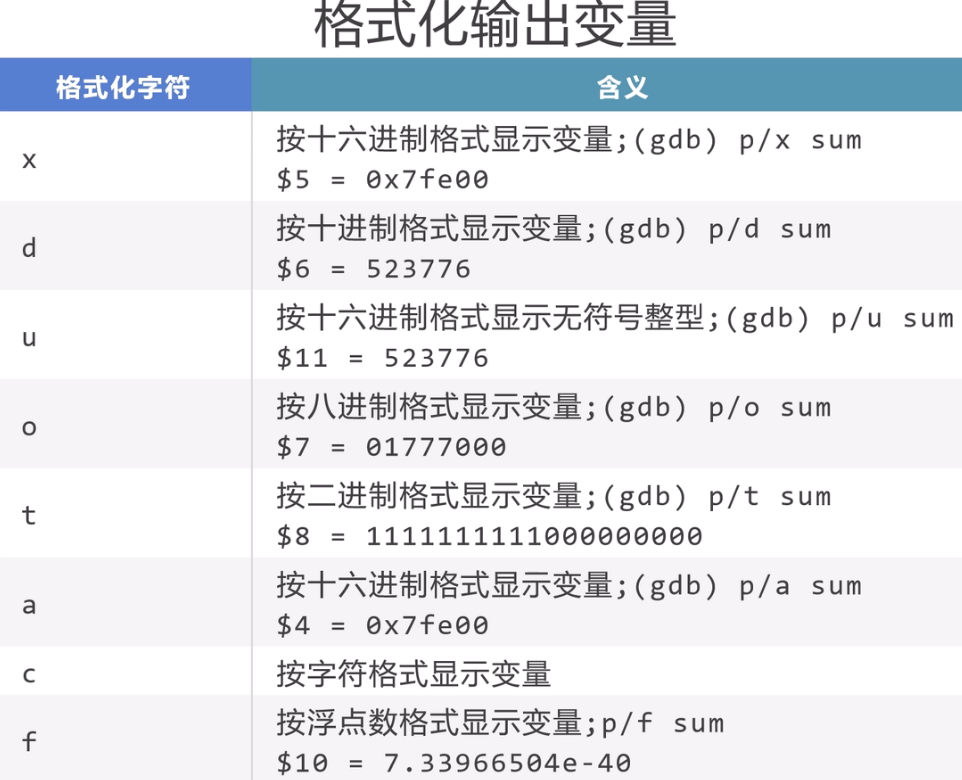 格式化输出变量
格式化字符 含义
x 按十六进制格式显示变量;(gdb) p/x sum
$5 = 0x7fe00
d 按十进制格式显示变量;(gdb) p/d sum
$6 = 523776
u 按十六进制格式显示无符号整型;(gdb) p/u sum
$11 = 523776
o 按八进制格式显示变量;(gdb) p/o sum
$7 = 01777000
t 按二进制格式显示变量;(gdb) p/t sum
$8 = 1111111111000000000
a 按十六进制格式显示变量;(gdb) p/a sum
$4 = 0x7fe00
c 按字符格式显示变量
f 按浮点数格式显示变量;p/f sum
$10 = 7.33966504e-40